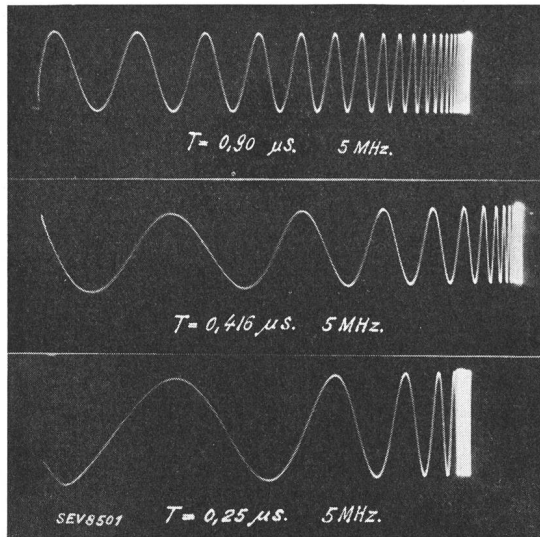 T= 0,90 μs. 5 MHz.
T= 0,416 μs. 5 MHz.
SEV8501 T= 0,25 μs. 5 MHz.